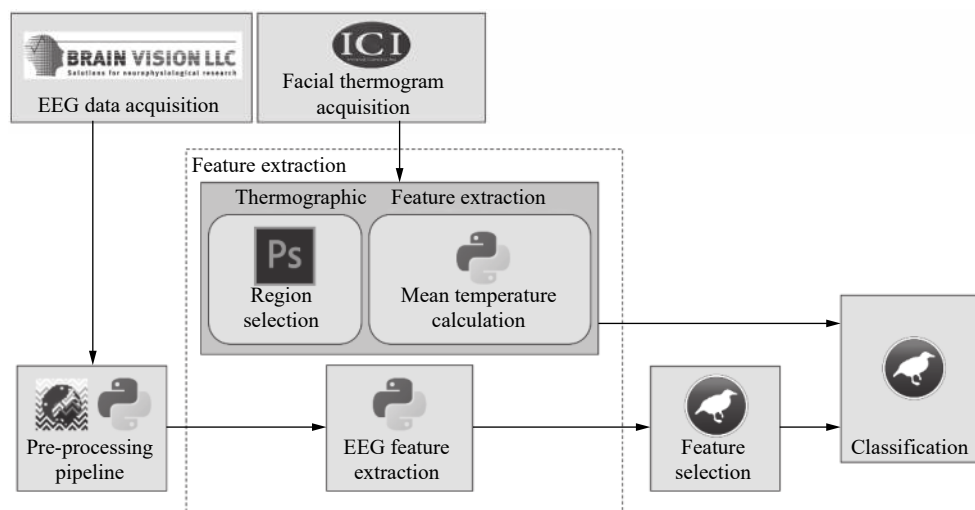 BRAIN VISION LLC
Solutions for neurophysiological research
EEG data acquisition
ICI
Facial thermogram
acquisition
Feature extraction
Thermographic Feature extraction
Ps
Region
selection
Mean temperature
calculation
Pre-processing
pipeline
EEG feature
extraction
Feature
selection
Classification